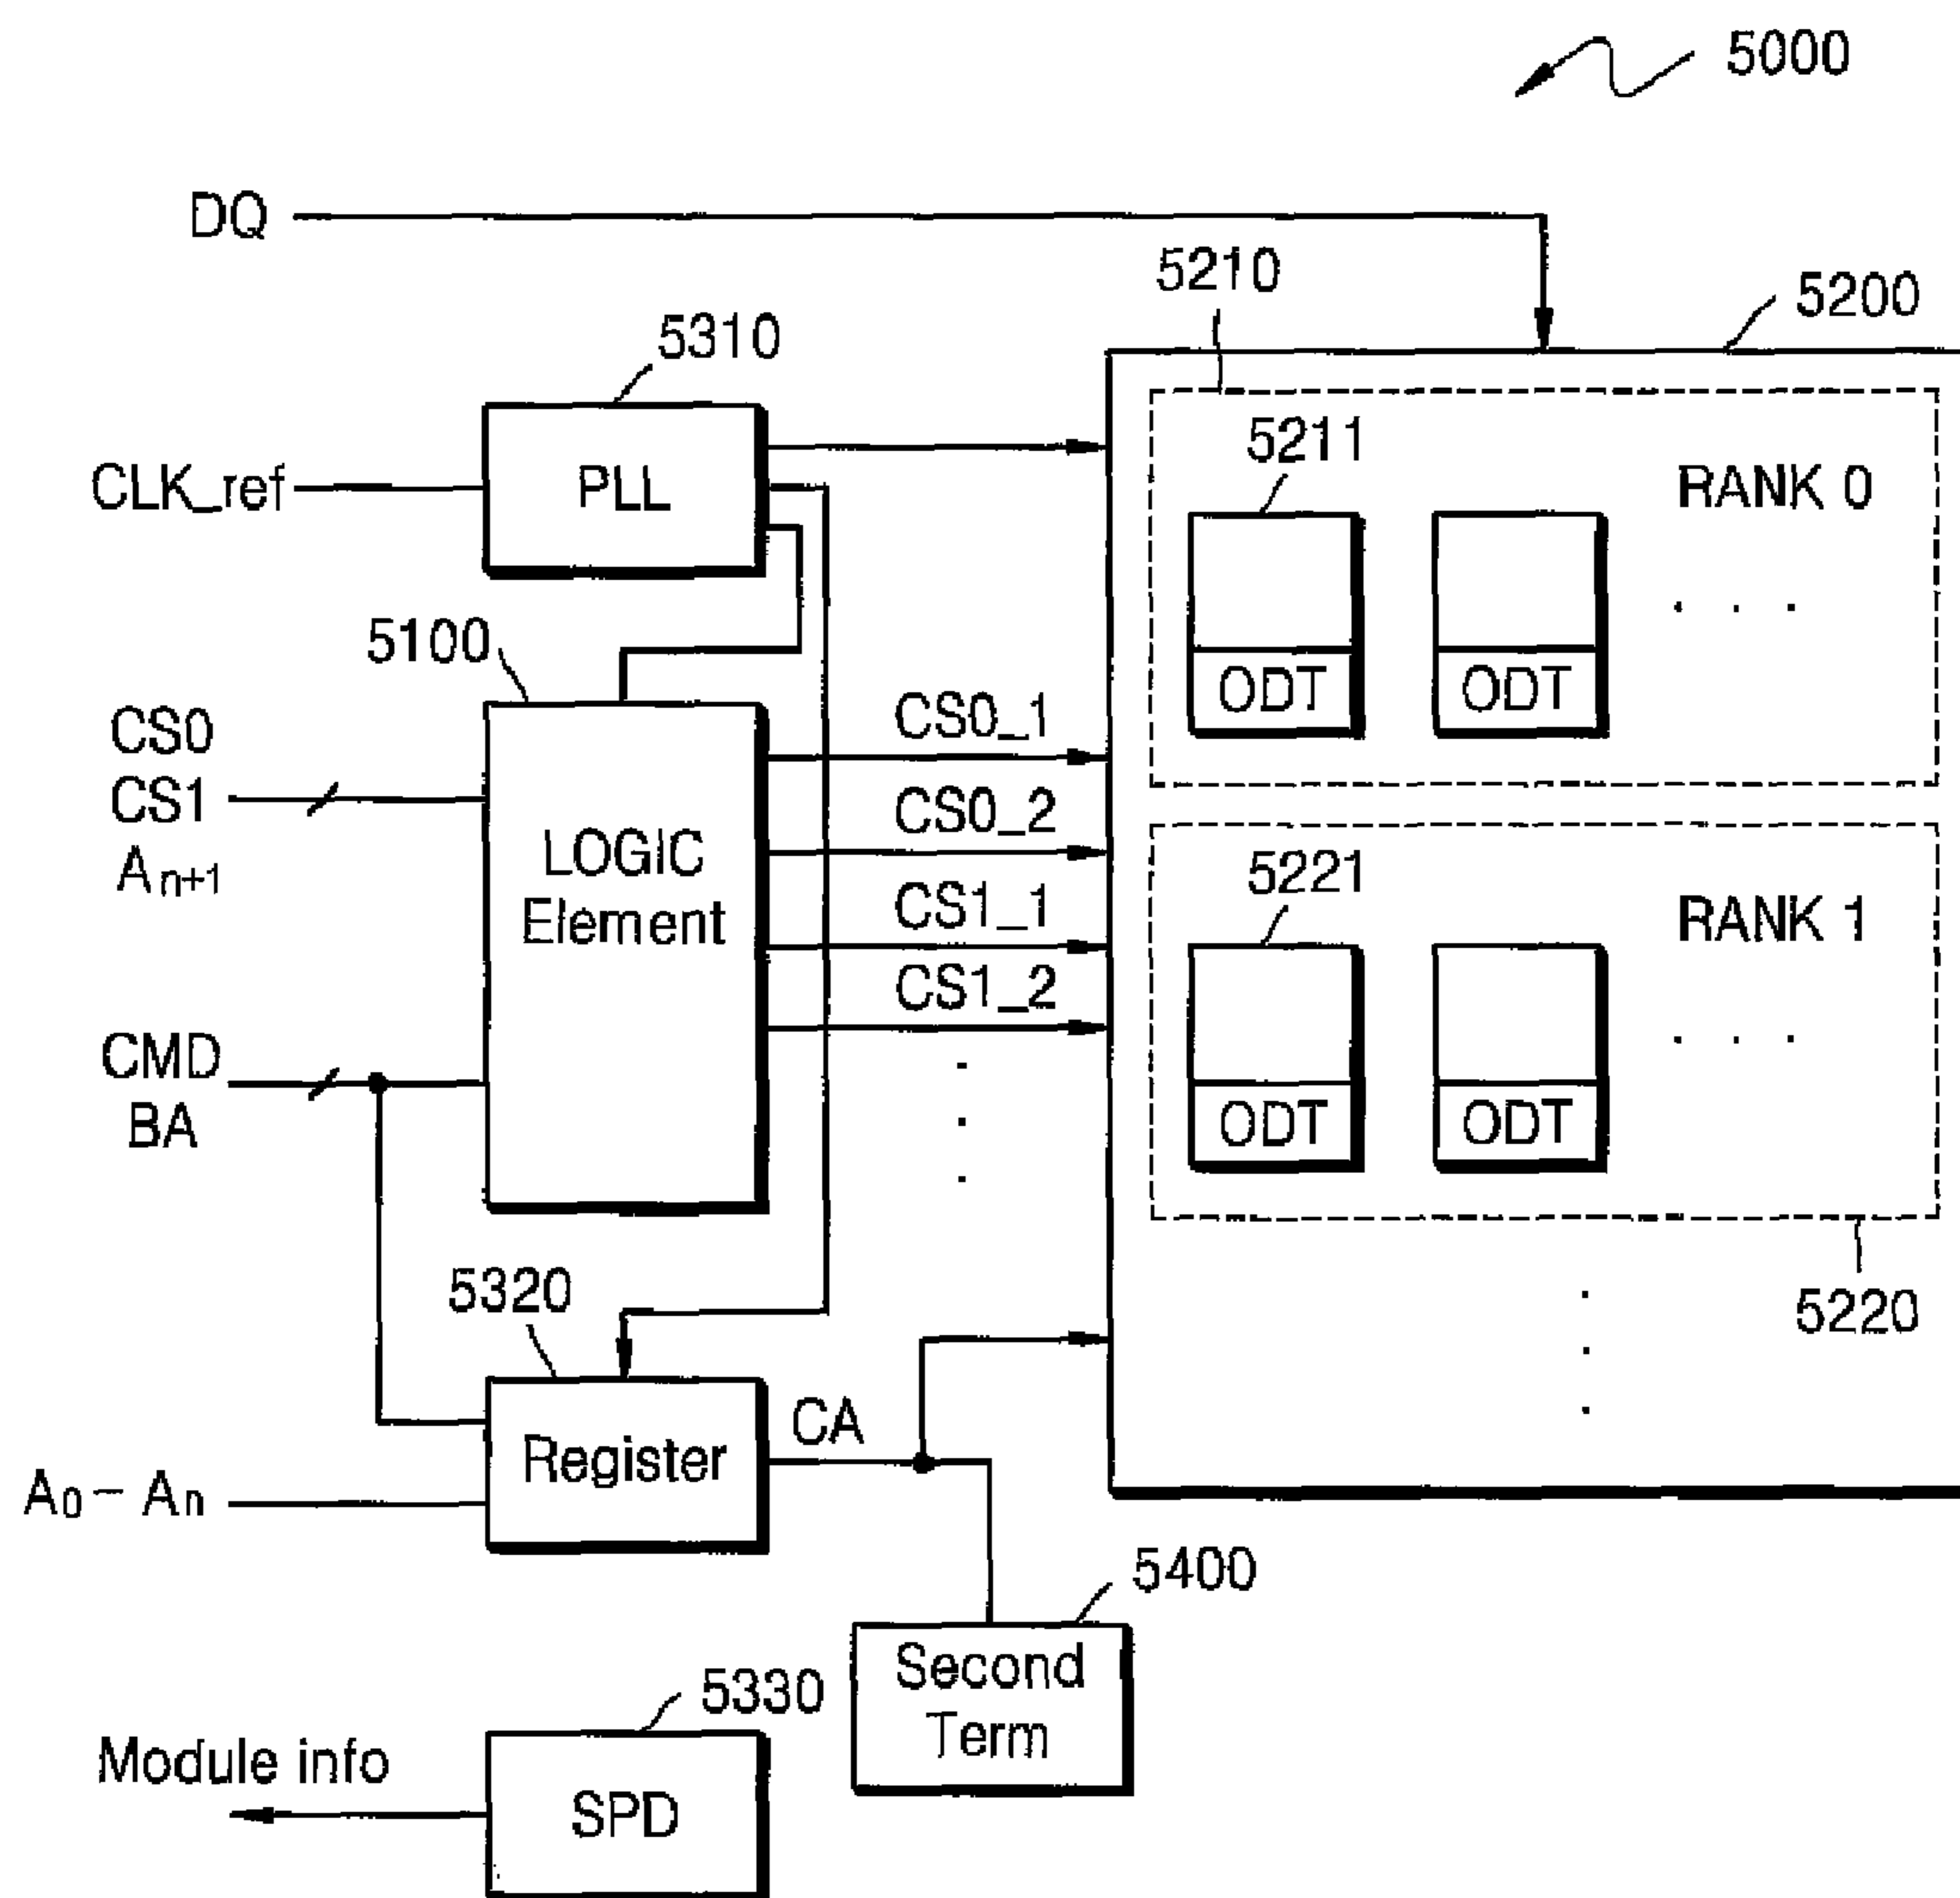 5000
DQ
5210
5200
5310
5211
CLK_ref
PLL
RANK 0
5100
ODT
ODT
CS0
CS1
An+1
CS0_1
CS0_2
LOGIC
Element
5221
CS1_1
RANK 1
CS1_2
CMD
BA
ODT
ODT
5320
5220
CA
Register
A0 – An
5400
Second
Term
5330
Module info
SPD